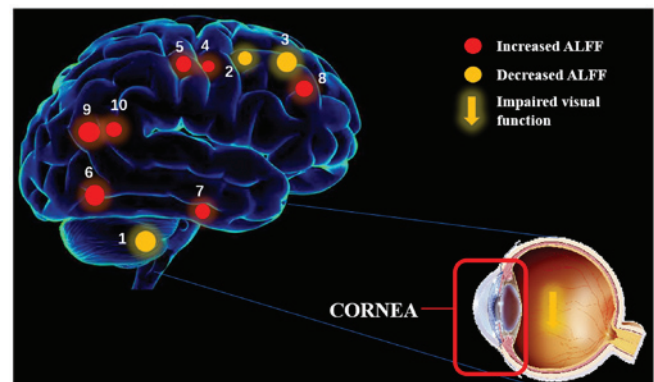 5 4 3
2
8
9 10
6
7
1
Increased ALFF
Decreased ALFF
Impaired visual
function
CORNEA